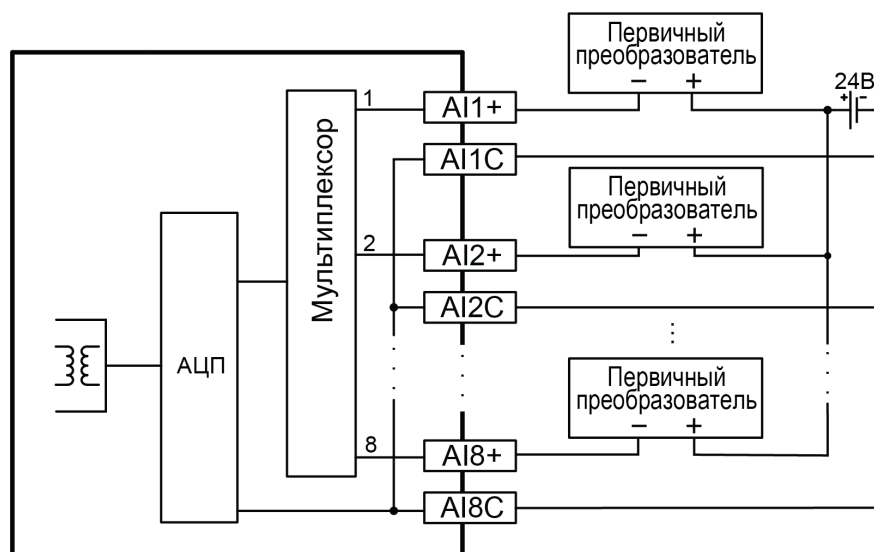 Первичный
преобразователь
− +
24В
+ -
1
AI1+
AI1C
Мультиплексор
Первичный
преобразователь
− +
2
AI2+
AI2C
АЦП
Первичный
преобразователь
− +
8
AI8+
AI8C